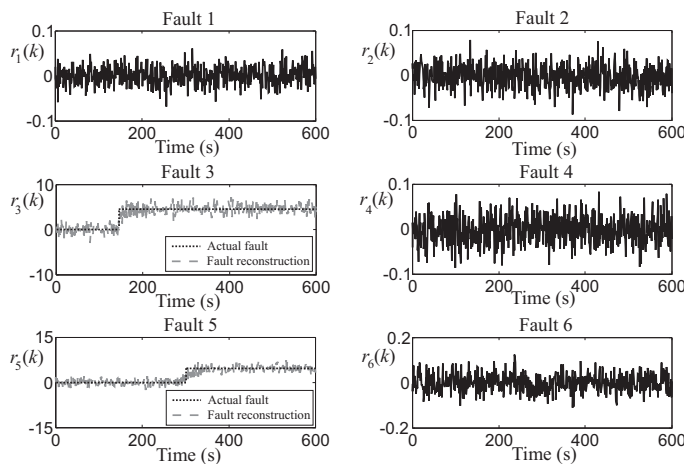 Fault 1
0.1
r1(k)
0
-0.1
0 200 400 600
Time (s)
Fault 2
0.1
r2(k)
0
-0.1
0 200 400 600
Time (s)
Fault 3
10
r3(k)
0
-10
Actual fault
Fault reconstruction
0 200 400 600
Time (s)
Fault 4
0.1
r4(k)
0
0.1
0 200 400 600
Time (s)
Fault 5
15
r5(k)
0
-15
Actual fault
Fault reconstruction
0 200 400 600
Time (s)
Fault 6
0.2
r6(k)
0
-0.2
0 200 400 600
Time (s)